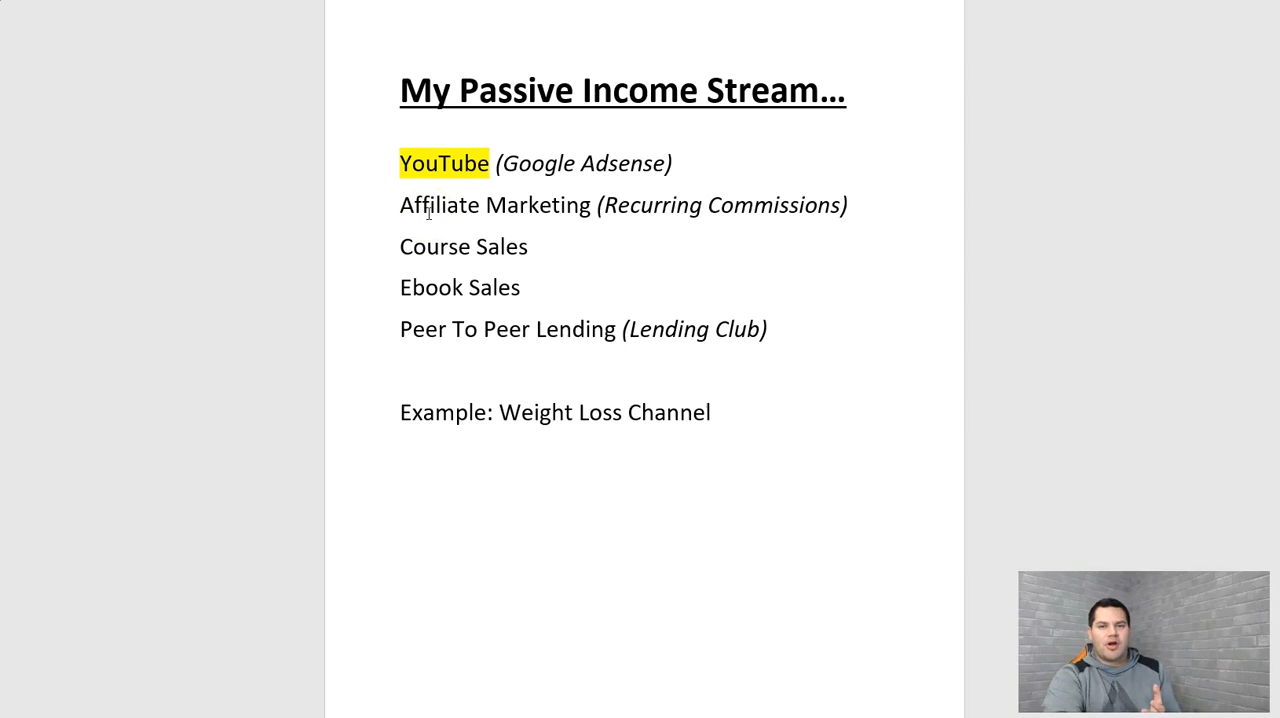 My Passive Income Stream…
YouTube (Google Adsense)
Affiliate Marketing (Recurring Commissions)
Course Sales
Ebook Sales
Peer To Peer Lending (Lending Club)
Example: Weight Loss Channel